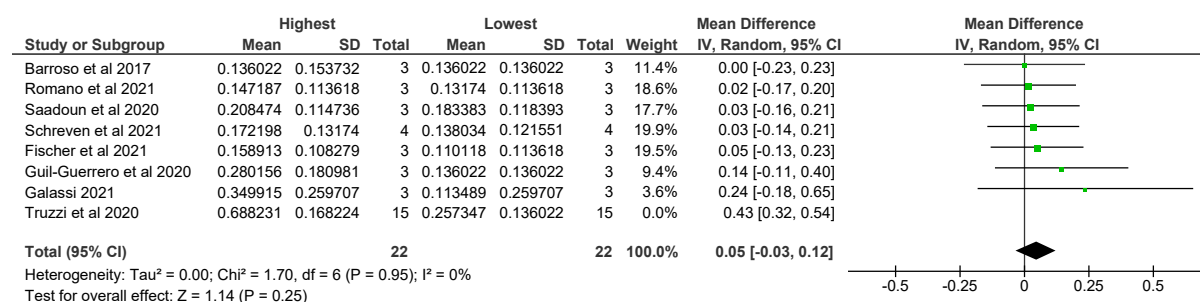 Highest Lowest Mean Difference Mean Difference
Study or Subgroup Mean SD Total Mean SD Total Weight IV, Random, 95% CI IV, Random, 95% CI
Barroso et al 2017 0.136022 0.153732 3 0.136022 0.136022 3 11.4% 0.00 [-0.23, 0.23]
Romano et al 2021 0.147187 0.113618 3 0.13174 0.113618 3 18.6% 0.02 [-0.17, 0.20]
Saadoun et al 2020 0.208474 0.114736 3 0.183383 0.118393 3 17.7% 0.03 [-0.16, 0.21]
Schreven et al 2021 0.172198 0.13174 4 0.138034 0.121551 4 19.9% 0.03 [-0.14, 0.21]
Fischer et al 2021 0.158913 0.108279 3 0.110118 0.113618 3 19.5% 0.05 [-0.13, 0.23]
Guil-Guerrero et al 2020 0.280156 0.180981 3 0.136022 0.136022 3 9.4% 0.14 [-0.11, 0.40]
Galassi 2021 0.349915 0.259707 3 0.113489 0.259707 3 3.6% 0.24 [-0.18, 0.65]
Truzzi et al 2020 0.688231 0.168224 15 0.257347 0.136022 15 0.0% 0.43 [0.32, 0.54]
Total (95% CI) 22 22 100.0% 0.05 [-0.03, 0.12]
Heterogeneity: Tau² = 0.00; Chi² = 1.70, df = 6 (P = 0.95); I² = 0%
Test for overall effect: Z = 1.14 (P = 0.25)
-0.5 -0.25 0 0.25 0.5